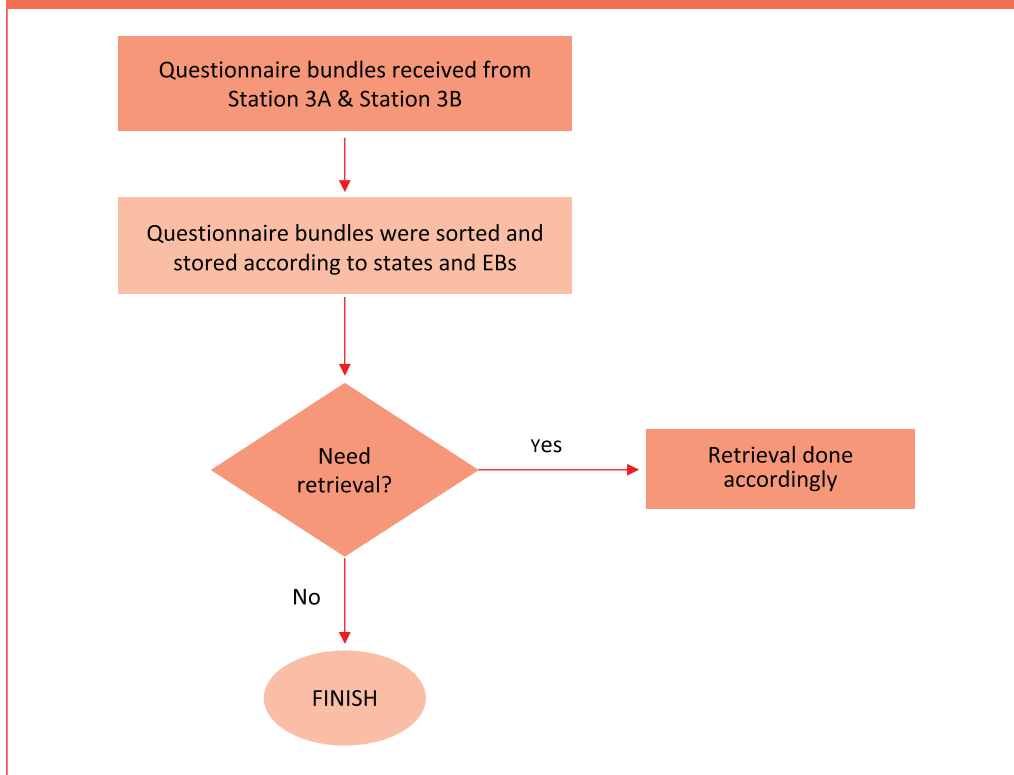 Questionnaire bundles received from
Station 3A & Station 3B
Questionnaire bundles were sorted and
stored according to states and EBs
Need
retrieval?
Yes
Retrieval done
accordingly
No
FINISH